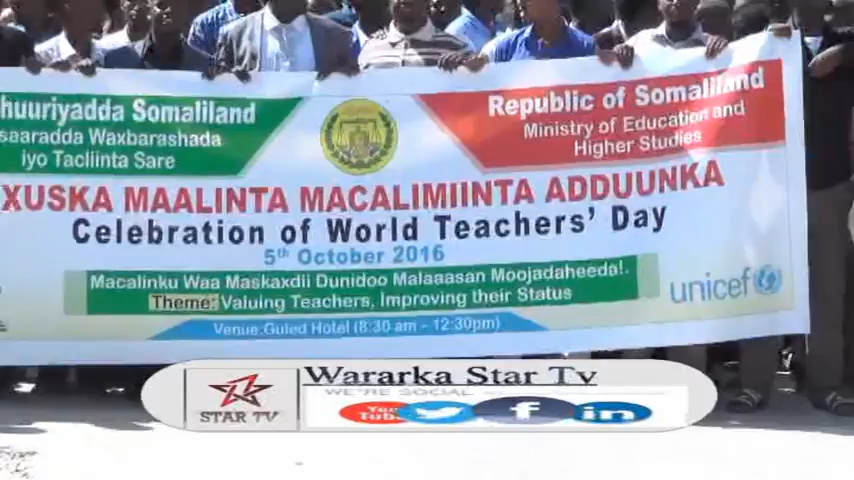 huuriyadda Somaliland
saaradda Waxbarashada
iyo Tacliinta Sare
Republic of Somaliland
Ministry of Education and
Higher Studies
XUSKA MAALINTA MACALIMIINTA ADDUUNKA
Celebration of World Teachers' Day
5th October 2016
Macalinku Waa Maskaxdii Dunidoo Malaaasan Moojadaheeda!.
Theme: Valuing Teachers, Improving their Status
unicef
Venue:Guled Hotel (8:30 am - 12:30pm)
Wararka Star Tv
WE'RE SOCIAL
STAR TV
You Tube f in